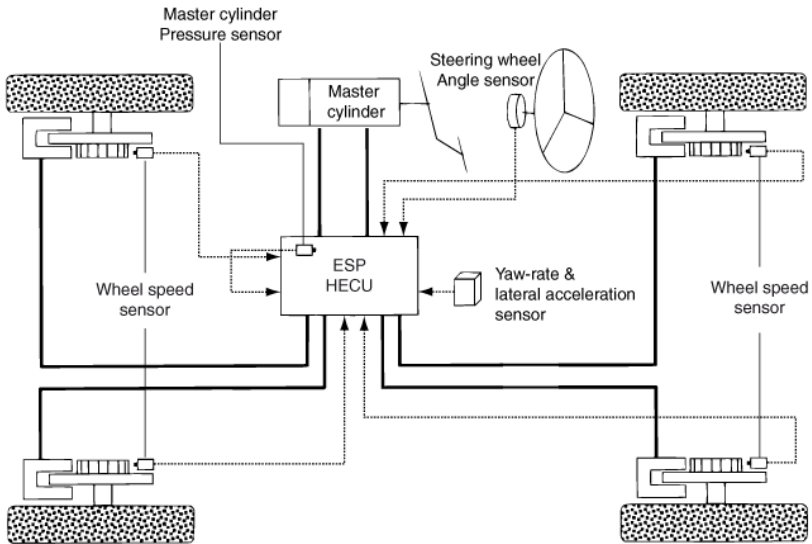 Master cylinder
Pressure sensor
Steering wheel
Angle sensor
Master
cylinder
ESP
HECU
Yaw-rate &
lateral acceleration
sensor
Wheel speed
sensor
Wheel speed
sensor